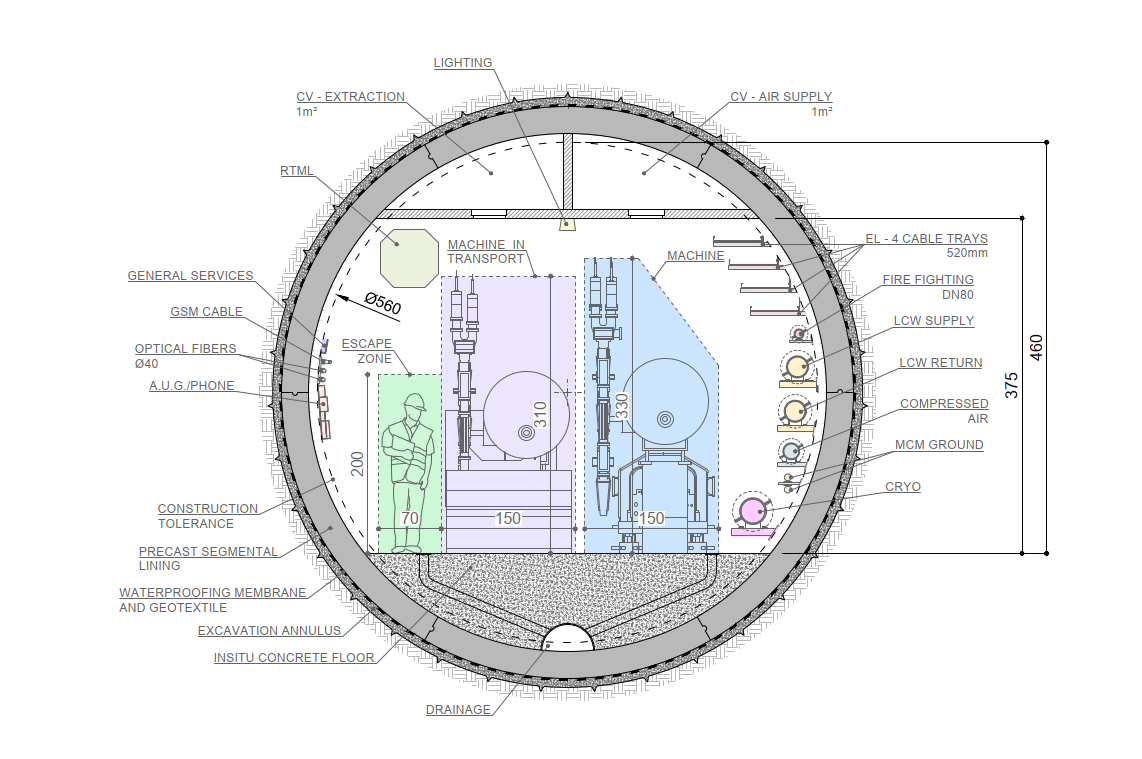 LIGHTING
CV - EXTRACTION
1m²
CV - AIR SUPPLY
1m²
RTML
MACHINE IN
TRANSPORT
MACHINE
EL - 4 CABLE TRAYS
520mm
GENERAL SERVICES
FIRE FIGHTING
DN80
Ø560
GSM CABLE
LCW SUPPLY
ESCAPE
ZONE
OPTICAL FIBERS
Ø40
460
LCW RETURN
A.U.G./PHONE
375
COMPRESSED
AIR
310
330
MCM GROUND
200
CRYO
CONSTRUCTION
TOLERANCE
70
150
150
PRECAST SEGMENTAL
LINING
WATERPROOFING MEMBRANE
AND GEOTEXTILE
EXCAVATION ANNULUS
INSITU CONCRETE FLOOR
DRAINAGE